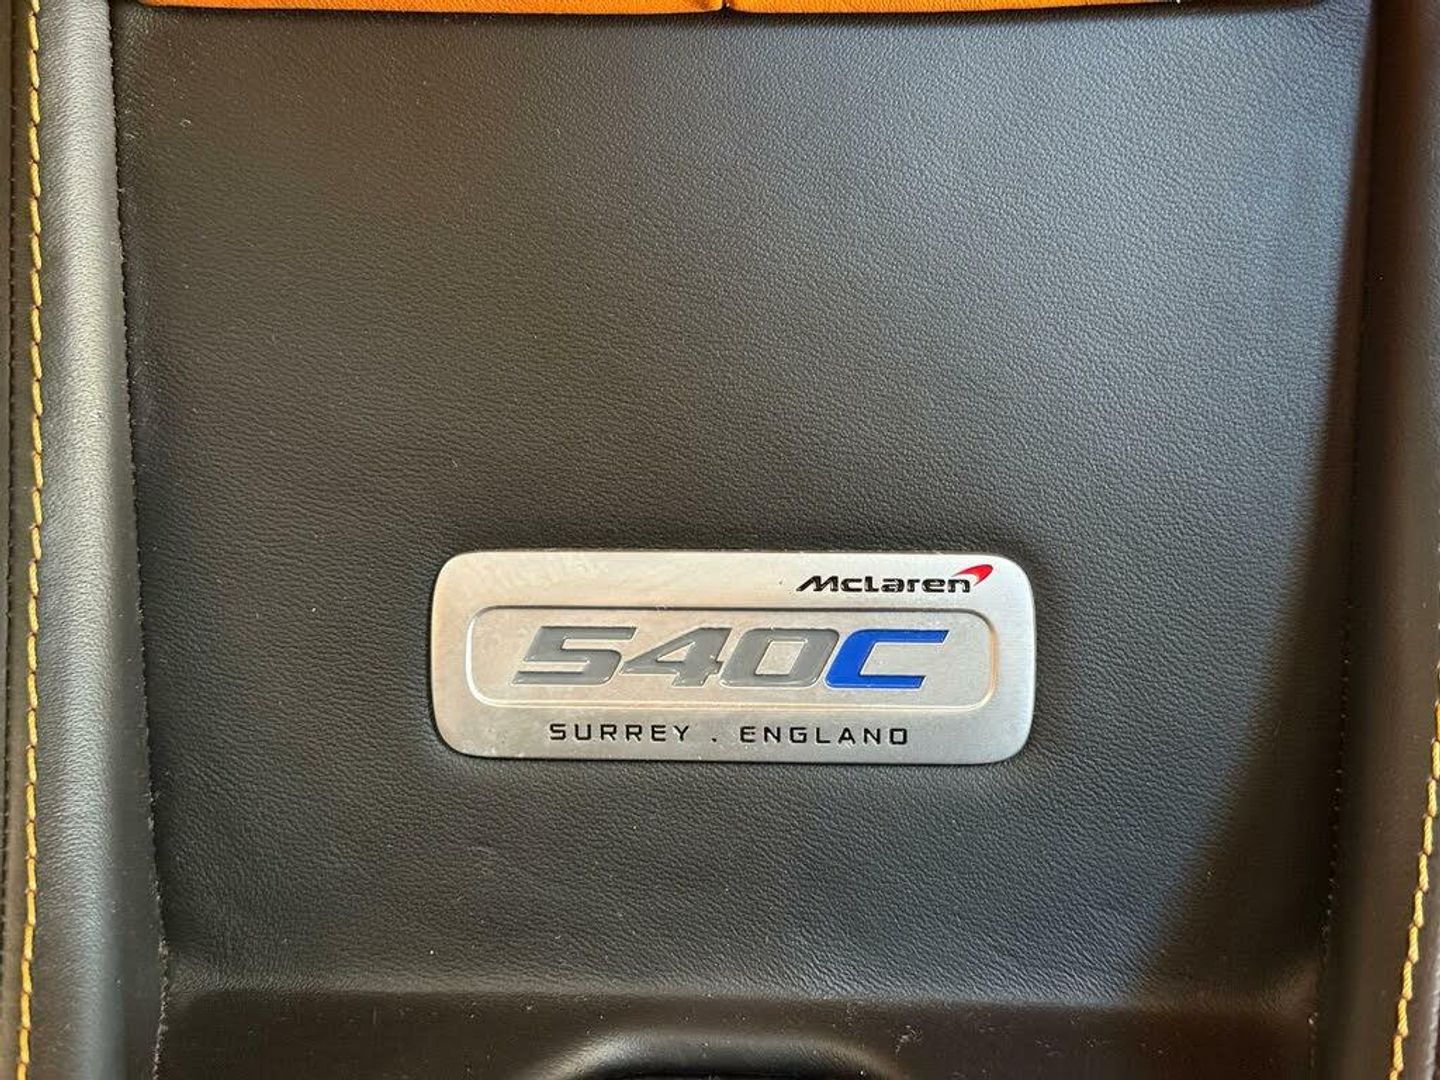 McLaren
540C
SURREY . ENGLAND